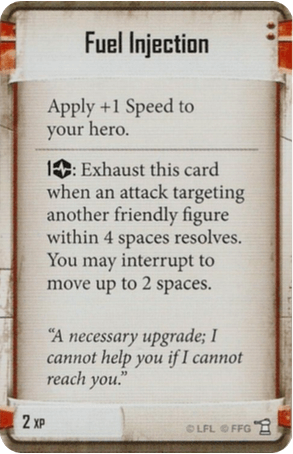 Fuel Injection
Apply +1 Speed to
your hero.
1: Exhaust this card
when an attack targeting
another friendly figure
within 4 spaces resolves.
You may interrupt to
move up to 2 spaces.
“A necessary upgrade; I
cannot help you if I cannot
reach you.”
2 XP
© LFL © FFG